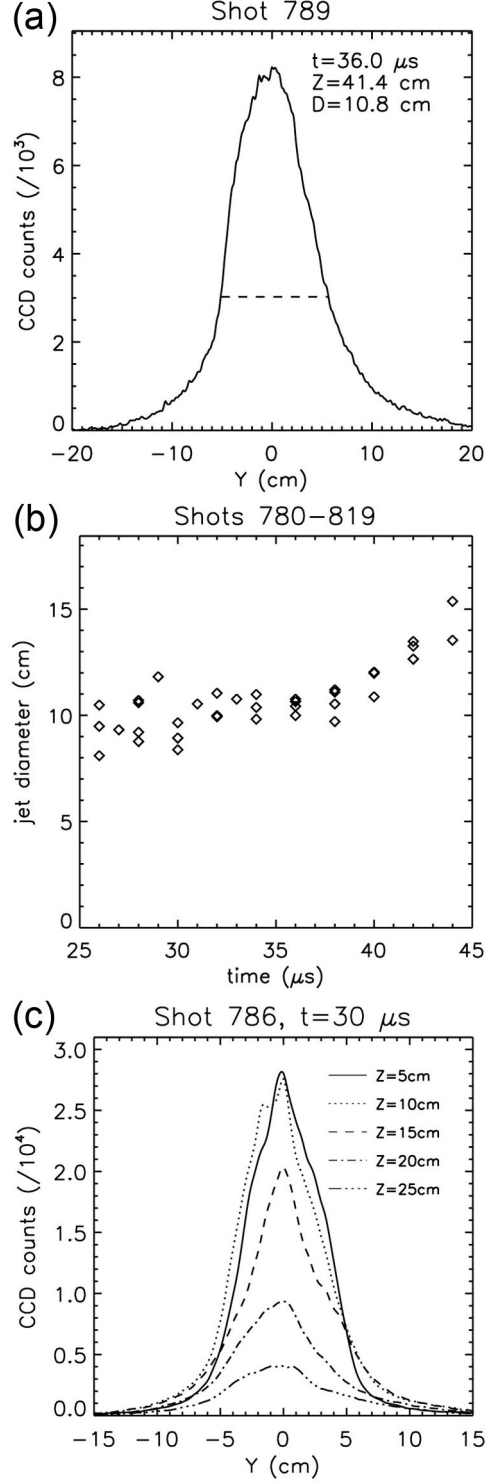 (a) Shot 789
t=36.0 μs
Z=41.4 cm
D=10.8 cm
8
6
4
2
0
CCD counts (/10³)
−20 −10 0 10 20
Y (cm)
(b) Shots 780−819
15
10
5
0
jet diameter (cm)
25 30 35 40 45
time (μs)
(c) Shot 786, t=30 μs
3.0
2.5
2.0
1.5
1.0
0.5
0.0
CCD counts (/10⁴)
Z=5cm
Z=10cm
Z=15cm
Z=20cm
Z=25cm
−15 −10 −5 0 5 10 15
Y (cm)